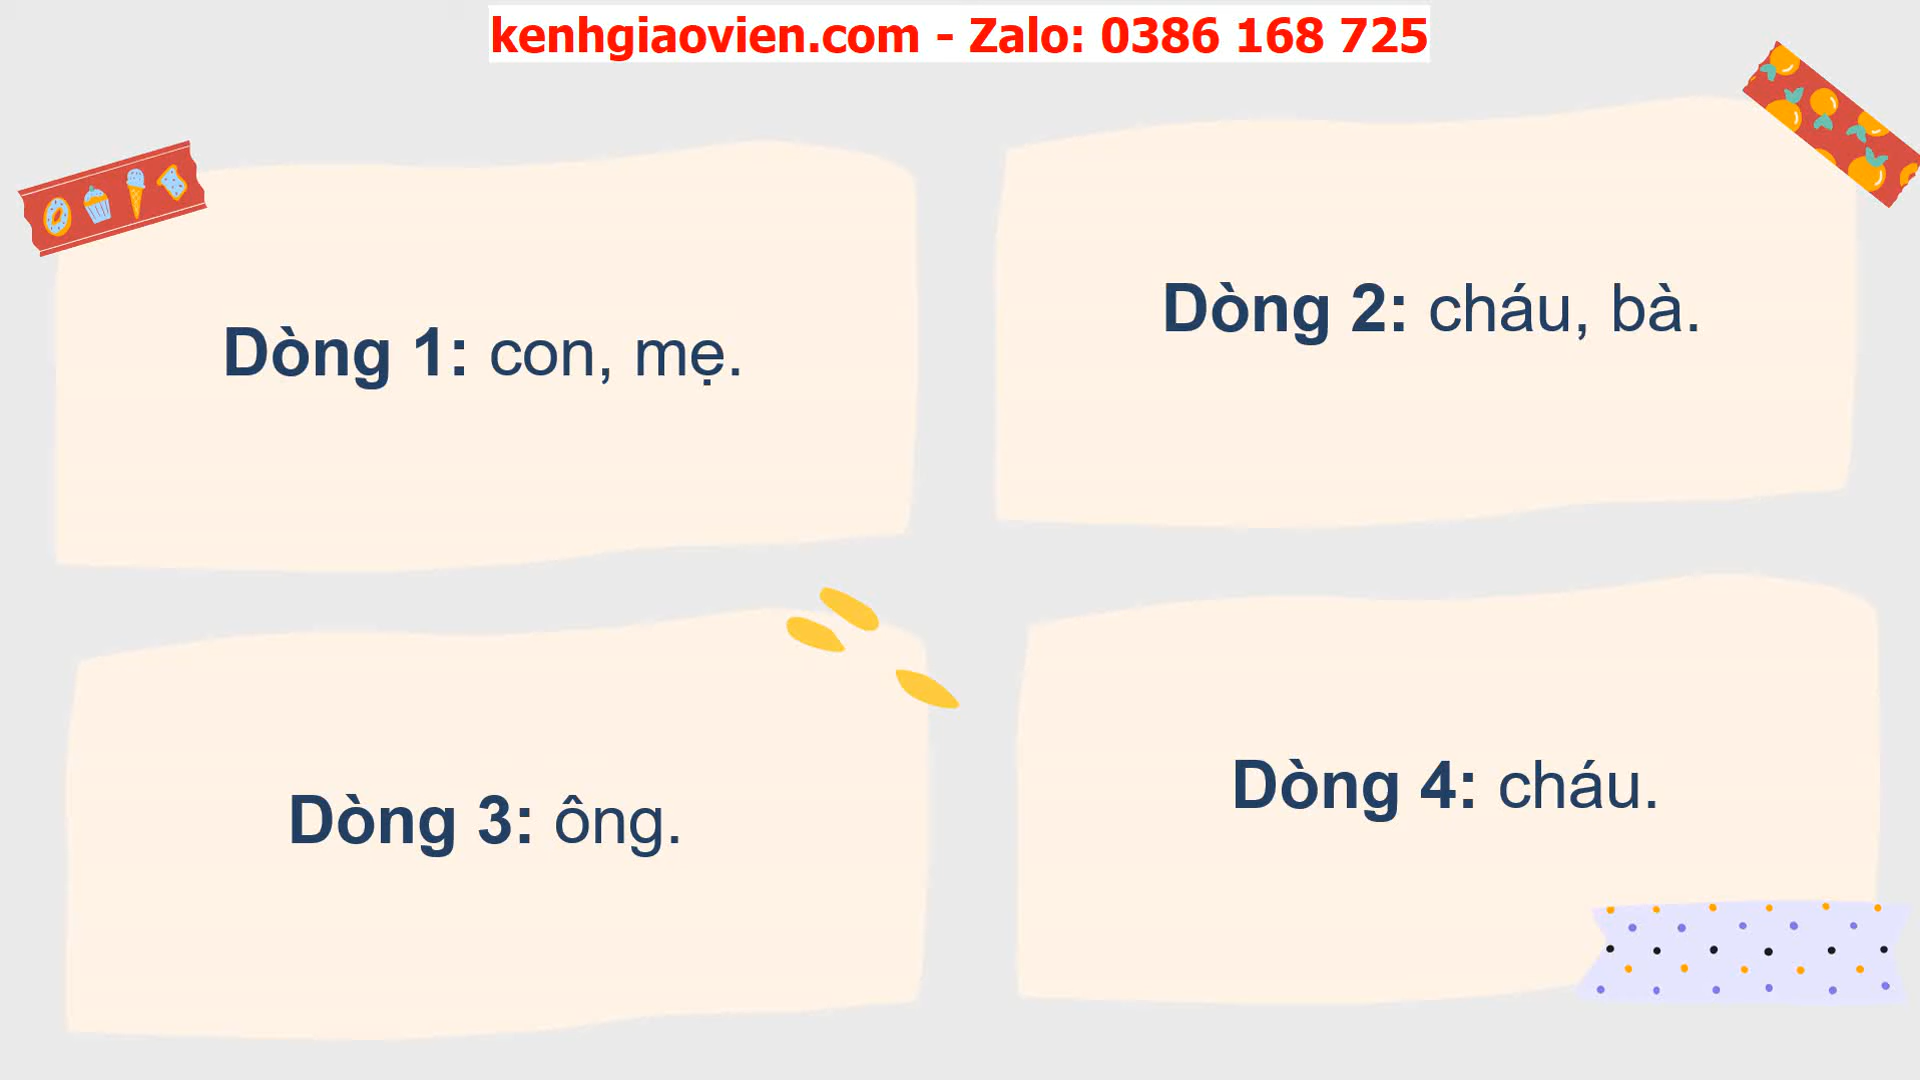 kenhgiaovien.com - Zalo: 0386 168 725
Dòng 1: con, mẹ.
Dòng 2: cháu, bà.
Dòng 3: ông.
Dòng 4: cháu.